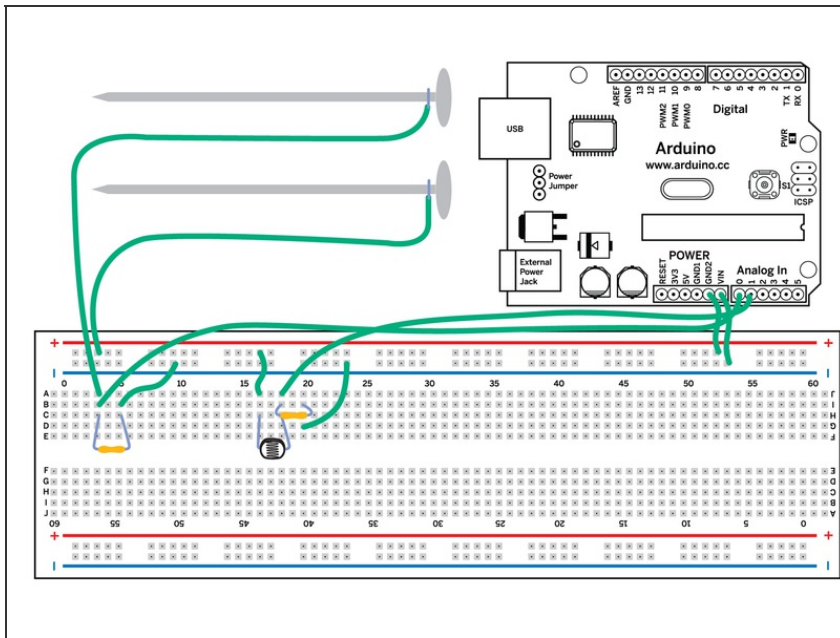 AREF
GND
13
12
11
10
9
8
7
6
5
4
3
2
TX 1
RX 0
PWM2
PWM1
PWM0
Digital
USB
Arduino
www.arduino.cc
PWR
Power
Jumper
S1
ICSP
External
Power
Jack
POWER
Analog In
RESET
3V3
5V
GND1
GND2
VIN
0
1
2
3
4
5
+ +
I I
0 5 10 15 20 25 30 35 40 45 50 55 60
A J
B I
C H
D G
E F
F E
G D
H C
I B
J A
60 55 50 45 40 35 30 25 20 15 10 5 0
+ +
I I